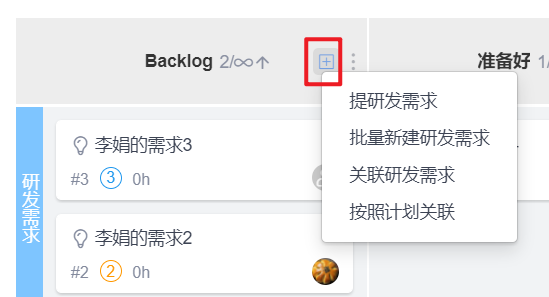 Backlog 2/∞↑
准备好 1/
提研发需求
批量新建研发需求
关联研发需求
按照计划关联
研发需求
李娟的需求3
#3 3 0h
李娟的需求2
#2 2 0h